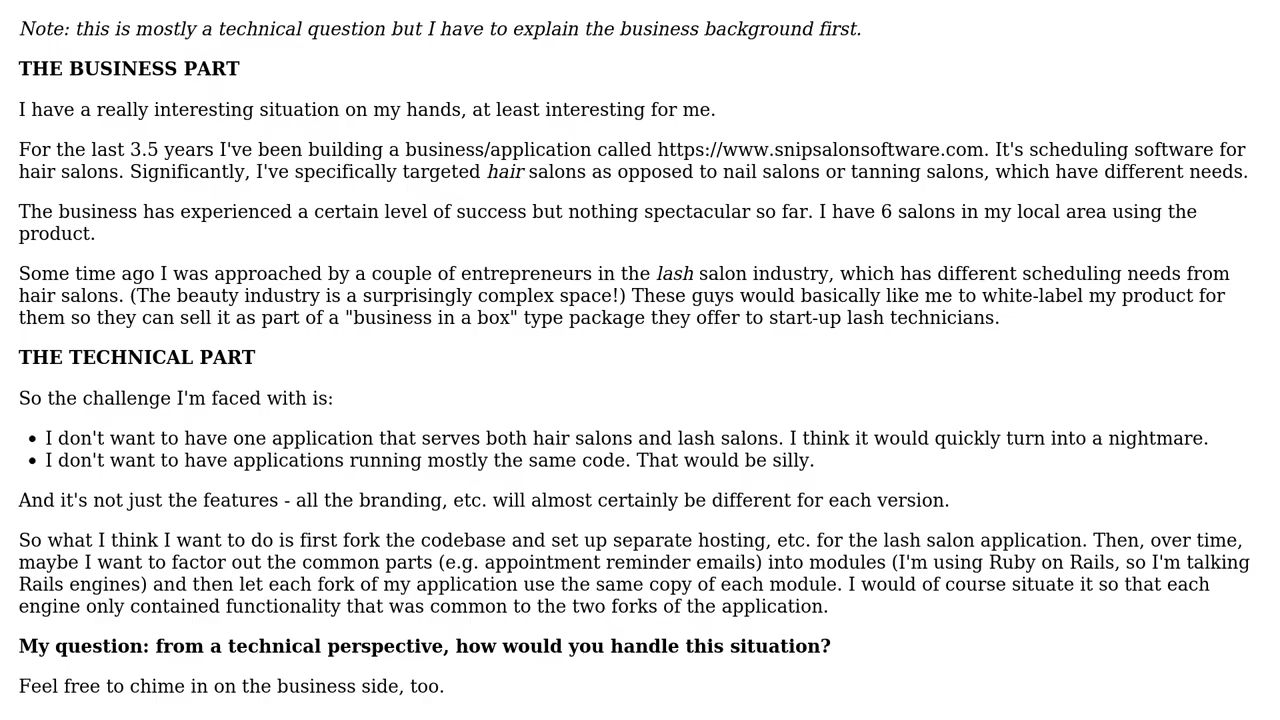 Note: this is mostly a technical question but I have to explain the business background first.
THE BUSINESS PART
I have a really interesting situation on my hands, at least interesting for me.
For the last 3.5 years I've been building a business/application called https://www.snipsalonsoftware.com. It's scheduling software for
hair salons. Significantly, I've specifically targeted hair salons as opposed to nail salons or tanning salons, which have different needs.
The business has experienced a certain level of success but nothing spectacular so far. I have 6 salons in my local area using the
product.
Some time ago I was approached by a couple of entrepreneurs in the lash salon industry, which has different scheduling needs from
hair salons. (The beauty industry is a surprisingly complex space!) These guys would basically like me to white-label my product for
them so they can sell it as part of a "business in a box" type package they offer to start-up lash technicians.
THE TECHNICAL PART
So the challenge I'm faced with is:
• I don't want to have one application that serves both hair salons and lash salons. I think it would quickly turn into a nightmare.
• I don't want to have applications running mostly the same code. That would be silly.
And it's not just the features - all the branding, etc. will almost certainly be different for each version.
So what I think I want to do is first fork the codebase and set up separate hosting, etc. for the lash salon application. Then, over time,
maybe I want to factor out the common parts (e.g. appointment reminder emails) into modules (I'm using Ruby on Rails, so I'm talking
Rails engines) and then let each fork of my application use the same copy of each module. I would of course situate it so that each
engine only contained functionality that was common to the two forks of the application.
My question: from a technical perspective, how would you handle this situation?
Feel free to chime in on the business side, too.